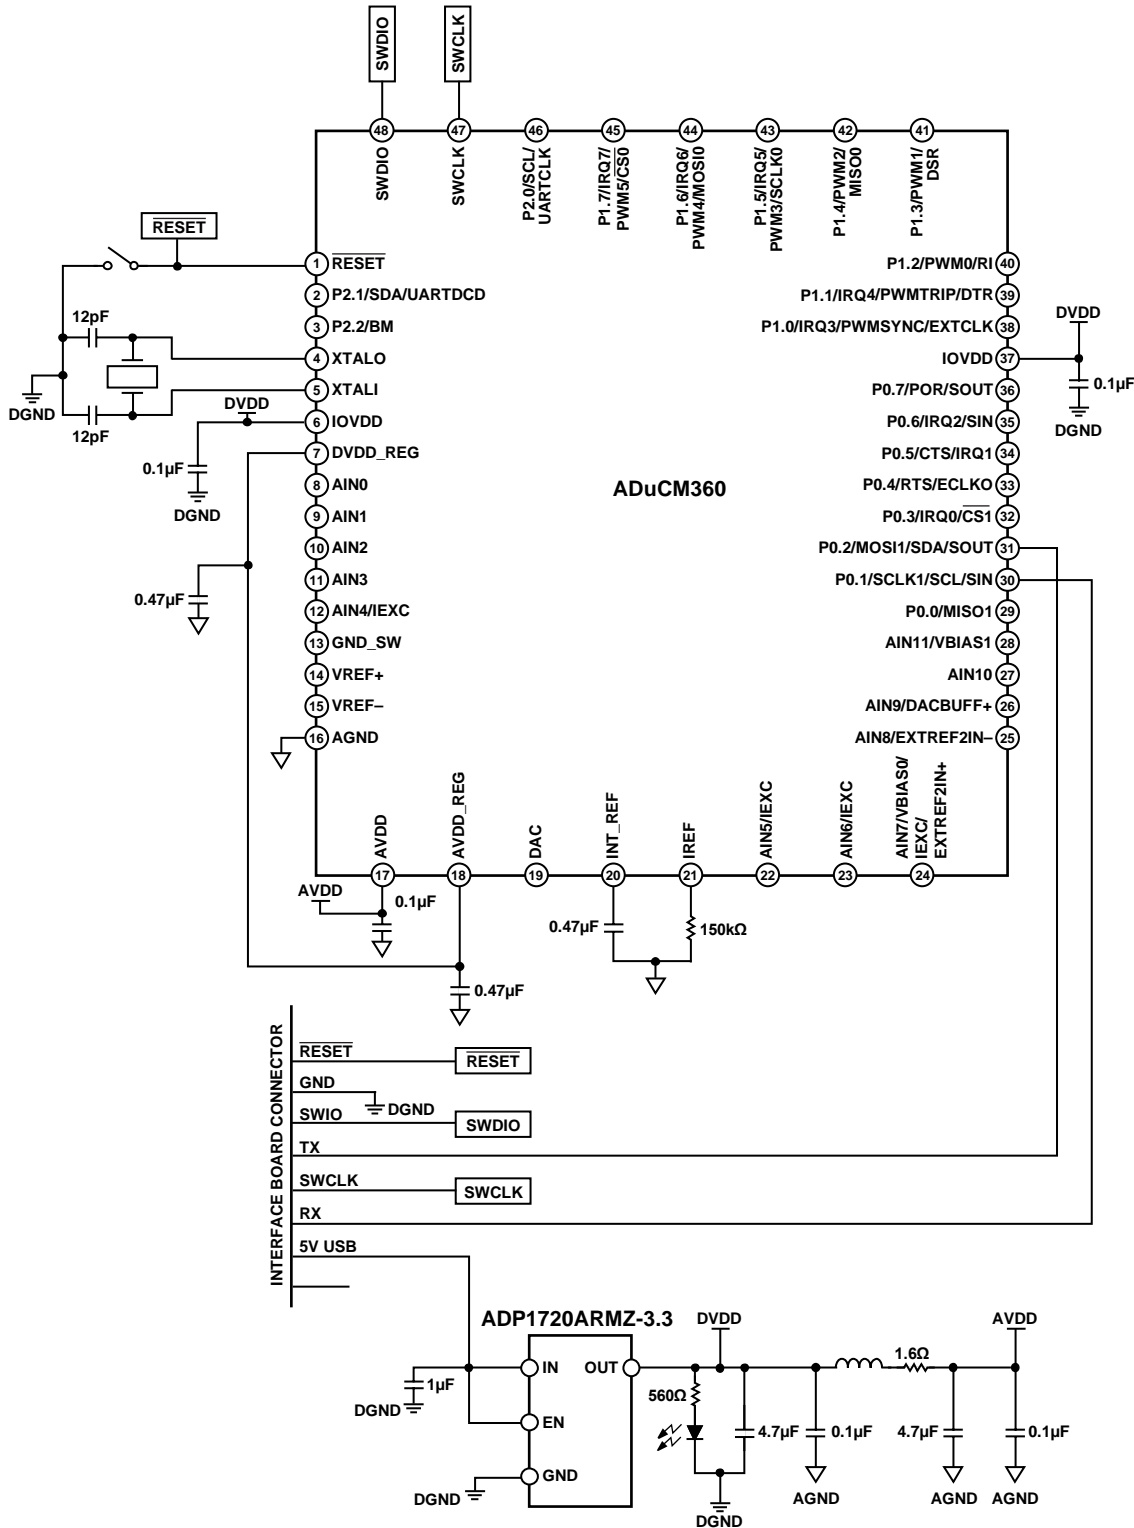 SWDIO
SWCLK
48
47
46
45
44
43
42
41
SWDIO
SWCLK
P2.0/SCL/
UARTCLK
P1.7/IRQ7/
PWM5/CS0
P1.6/IRQ6/
PWM4/MOSI0
P1.5/IRQ5/
PWM3/SCLK0
P1.4/PWM2/
MISO0
P1.3/PWM1/
DSR
RESET
1 RESET
2 P2.1/SDA/UARTDCD
3 P2.2/BM
4 XTALO
5 XTALI
6 IOVDD
7 DVDD_REG
8 AIN0
9 AIN1
10 AIN2
11 AIN3
12 AIN4/IEXC
13 GND_SW
14 VREF+
15 VREF–
16 AGND
12pF
12pF
DGND
DVDD
0.1µF
DGND
0.47µF
ADuCM360
P1.2/PWM0/RI 40
P1.1/IRQ4/PWMTRIP/DTR 39
P1.0/IRQ3/PWMSYNC/EXTCLK 38
IOVDD 37
P0.7/POR/SOUT 36
P0.6/IRQ2/SIN 35
P0.5/CTS/IRQ1 34
P0.4/RTS/ECLKO 33
P0.3/IRQ0/CS1 32
P0.2/MOSI1/SDA/SOUT 31
P0.1/SCLK1/SCL/SIN 30
P0.0/MISO1 29
AIN11/VBIAS1 28
AIN10 27
AIN9/DACBUFF+ 26
AIN8/EXTREF2IN– 25
DVDD
0.1µF
DGND
AVDD
AVDD_REG
DAC
INT_REF
IREF
AIN5/IEXC
AIN6/IEXC
AIN7/VBIAS0/
IEXC/
EXTREF2IN+
17
18
19
20
21
22
23
24
AVDD
0.1µF
0.47µF
150kΩ
0.47µF
INTERFACE BOARD CONNECTOR
RESET
RESET
GND
DGND
SWIO
SWDIO
TX
SWCLK
SWCLK
RX
5V USB
ADP1720ARMZ-3.3
IN
OUT
EN
GND
1µF
DGND
DGND
DVDD
560Ω
4.7µF
0.1µF
1.6Ω
AVDD
4.7µF
0.1µF
DGND
AGND
AGND
AGND